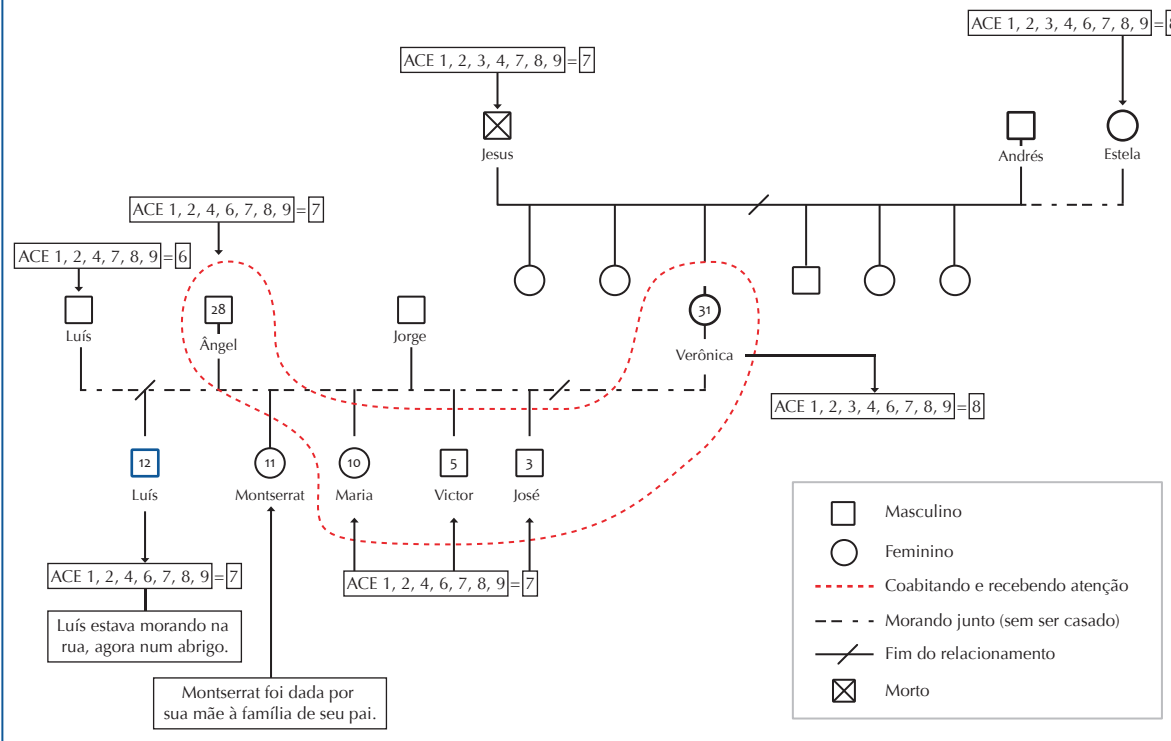 ACE 1, 2, 3, 4, 6, 7, 8, 9 =
ACE 1, 2, 3, 4, 7, 8, 9 = 7
Jesus
Andrés
Estela
ACE 1, 2, 4, 6, 7, 8, 9 = 7
ACE 1, 2, 4, 7, 8, 9 = 6
Luís
28
Ângel
Jorge
31
Verônica
ACE 1, 2, 3, 4, 6, 7, 8, 9 = 8
12
Luís
11
Montserrat
10
Maria
5
Victor
3
José
ACE 1, 2, 4, 6, 7, 8, 9 = 7
ACE 1, 2, 4, 6, 7, 8, 9 = 7
Luís estava morando na
rua, agora num abrigo.
Montserrat foi dada por
sua mãe à família de seu pai.
Masculino
Feminino
Coabitando e recebendo atenção
Morando junto (sem ser casado)
Fim do relacionamento
Morto